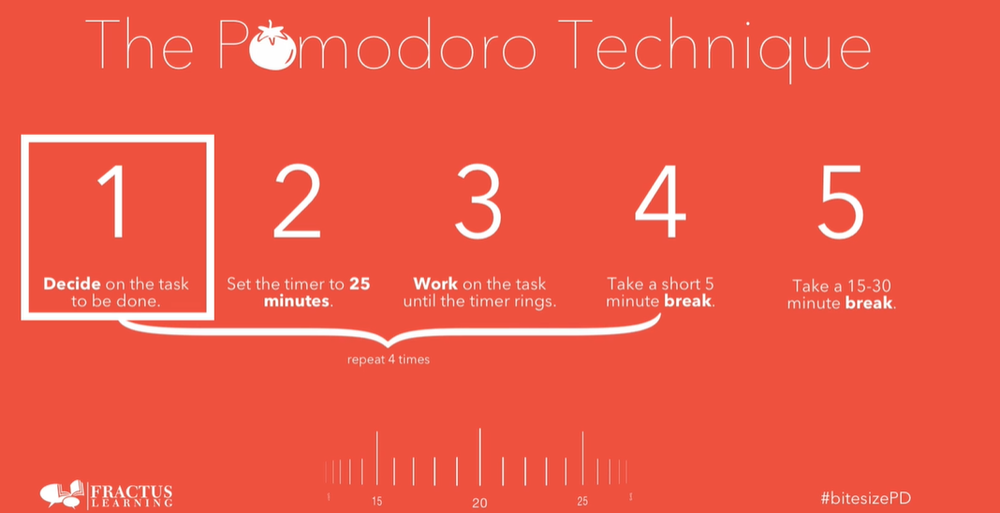 The Pomodoro Technique
1
Decide on the task
to be done.
2
Set the timer to 25
minutes.
3
Work on the task
until the timer rings.
4
Take a short 5
minute break.
5
Take a 15-30
minute break.
repeat 4 times
15
20
25
FRACTUS
LEARNING
#bitesizePD